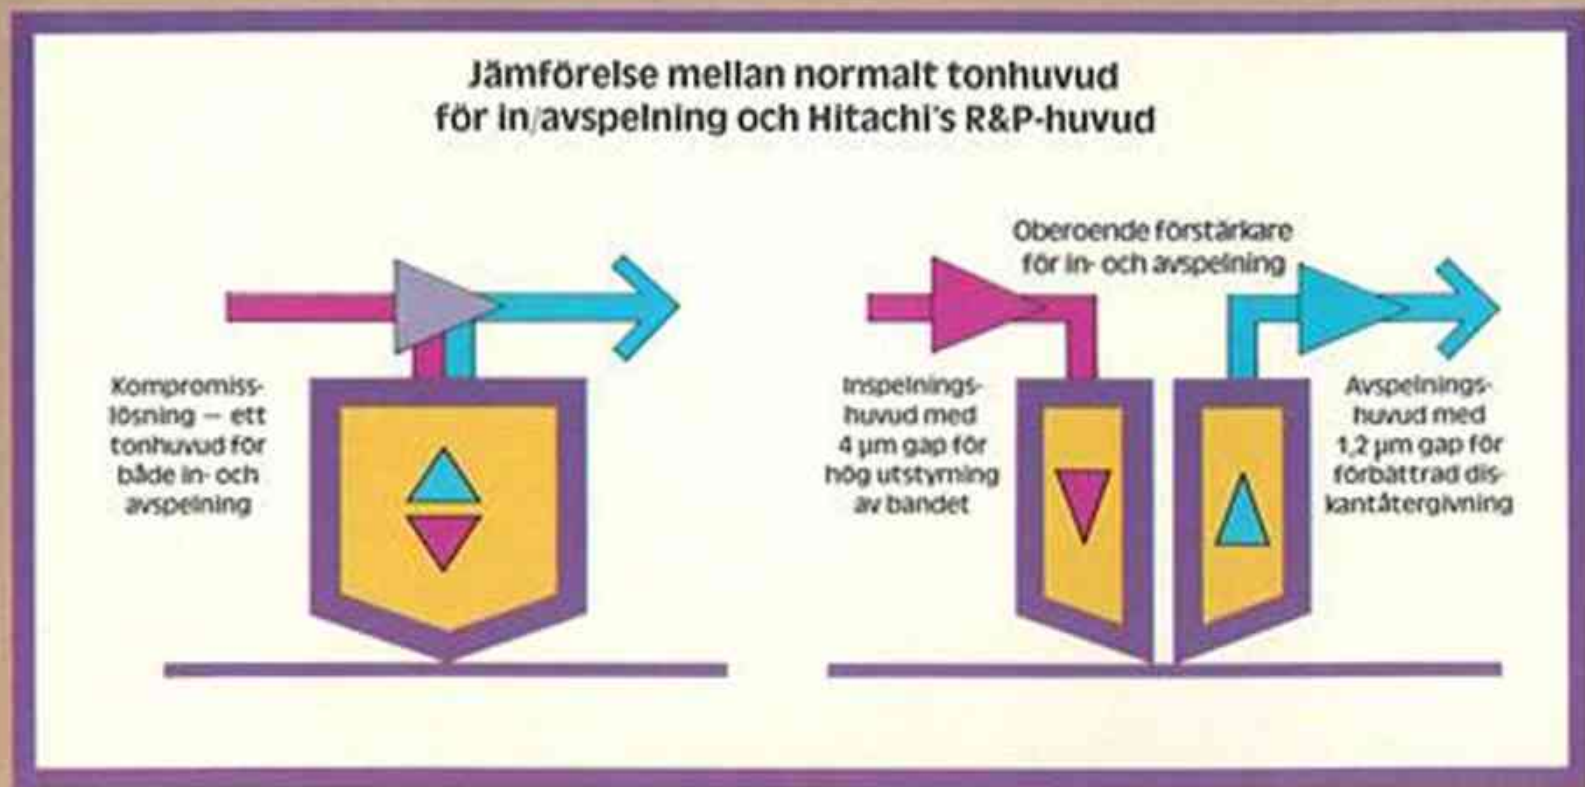 Jämförelse mellan normalt tonhuvud
för in/avspelning och Hitachi's R&P-huvud
Kompromiss-
lösning – ett
tonhuvud för
både in- och
avspelning
Oberoende förstärkare
för in- och avspelning
Inspelnings-
huvud med
4 μm gap för
hög utstyrning
av bandet
Avspelnings-
huvud med
1,2 μm gap för
förbättrad dis-
kantåtergivning